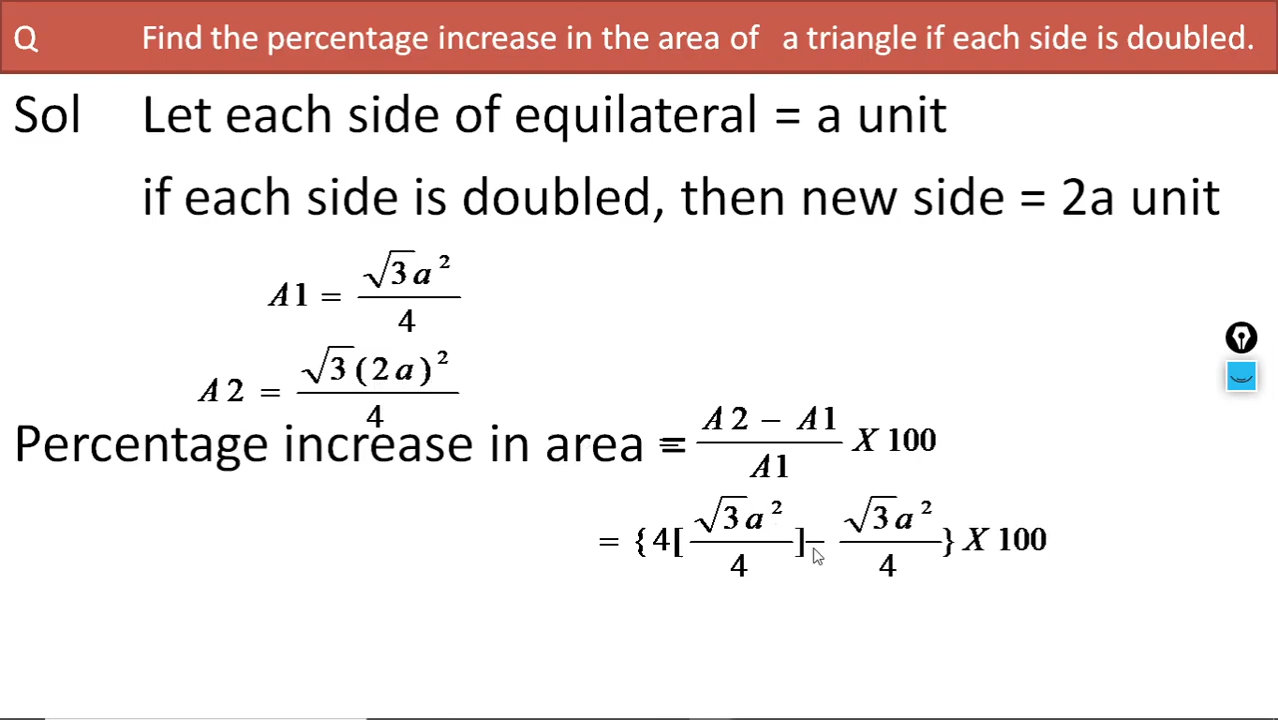 Q Find the percentage increase in the area of a triangle if each side is doubled.
Sol Let each side of equilateral = a unit
if each side is doubled, then new side = 2a unit
A1 = √3a² / 4
A2 = √3(2a)² / 4
Percentage increase in area = A2 − A1 / A1 X 100
= {4[√3a² / 4] − √3a² / 4} X 100